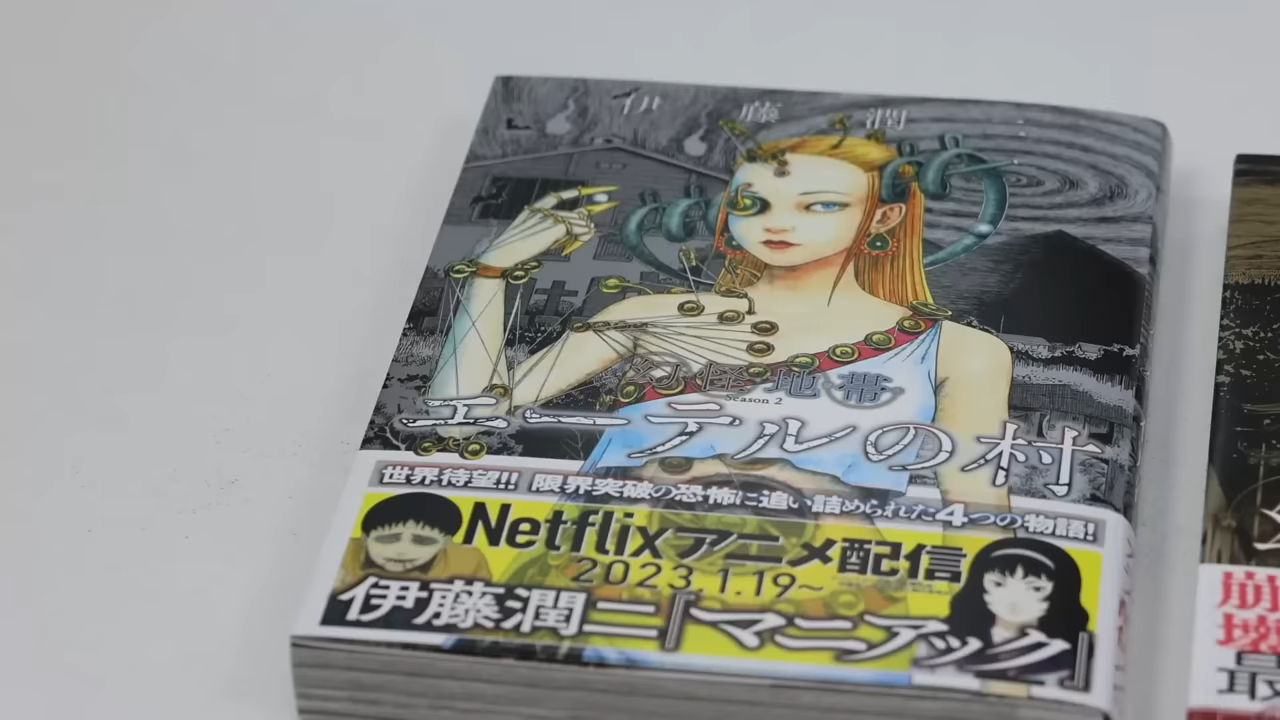 伊藤潤二
幻怪地帯
Season 2
エーテルの村
世界待望!! 限界突破の恐怖に追い詰められた4つの物語!
Netflixアニメ配信
2023.1.19~
伊藤潤二『マニアック』
崩
壊
最